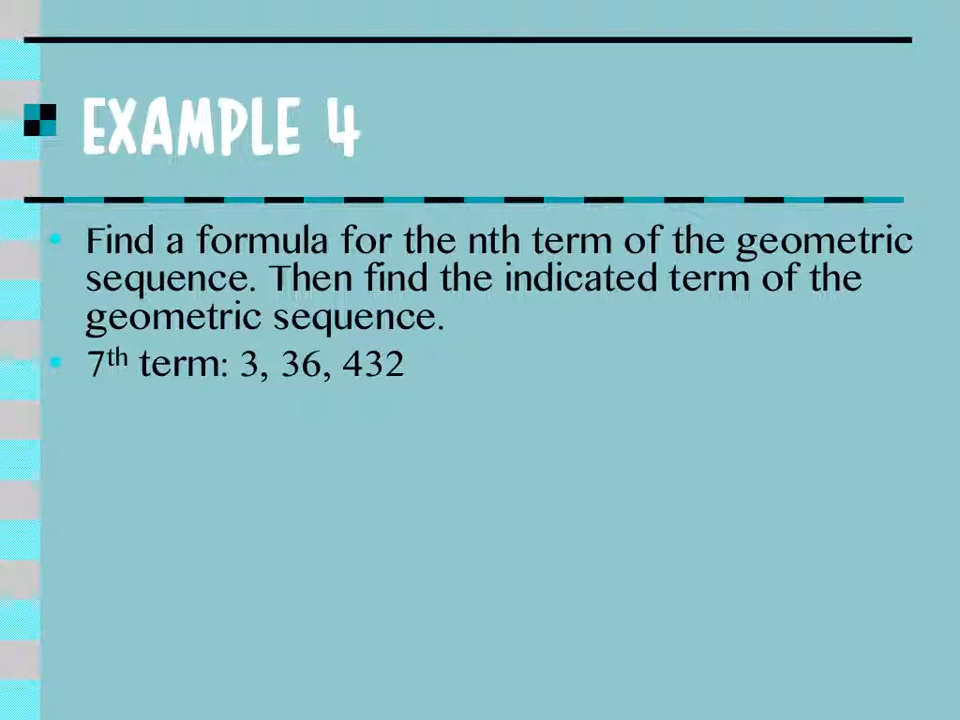 EXAMPLE 4
• Find a formula for the nth term of the geometric
sequence. Then find the indicated term of the
geometric sequence.
• 7th term: 3, 36, 432